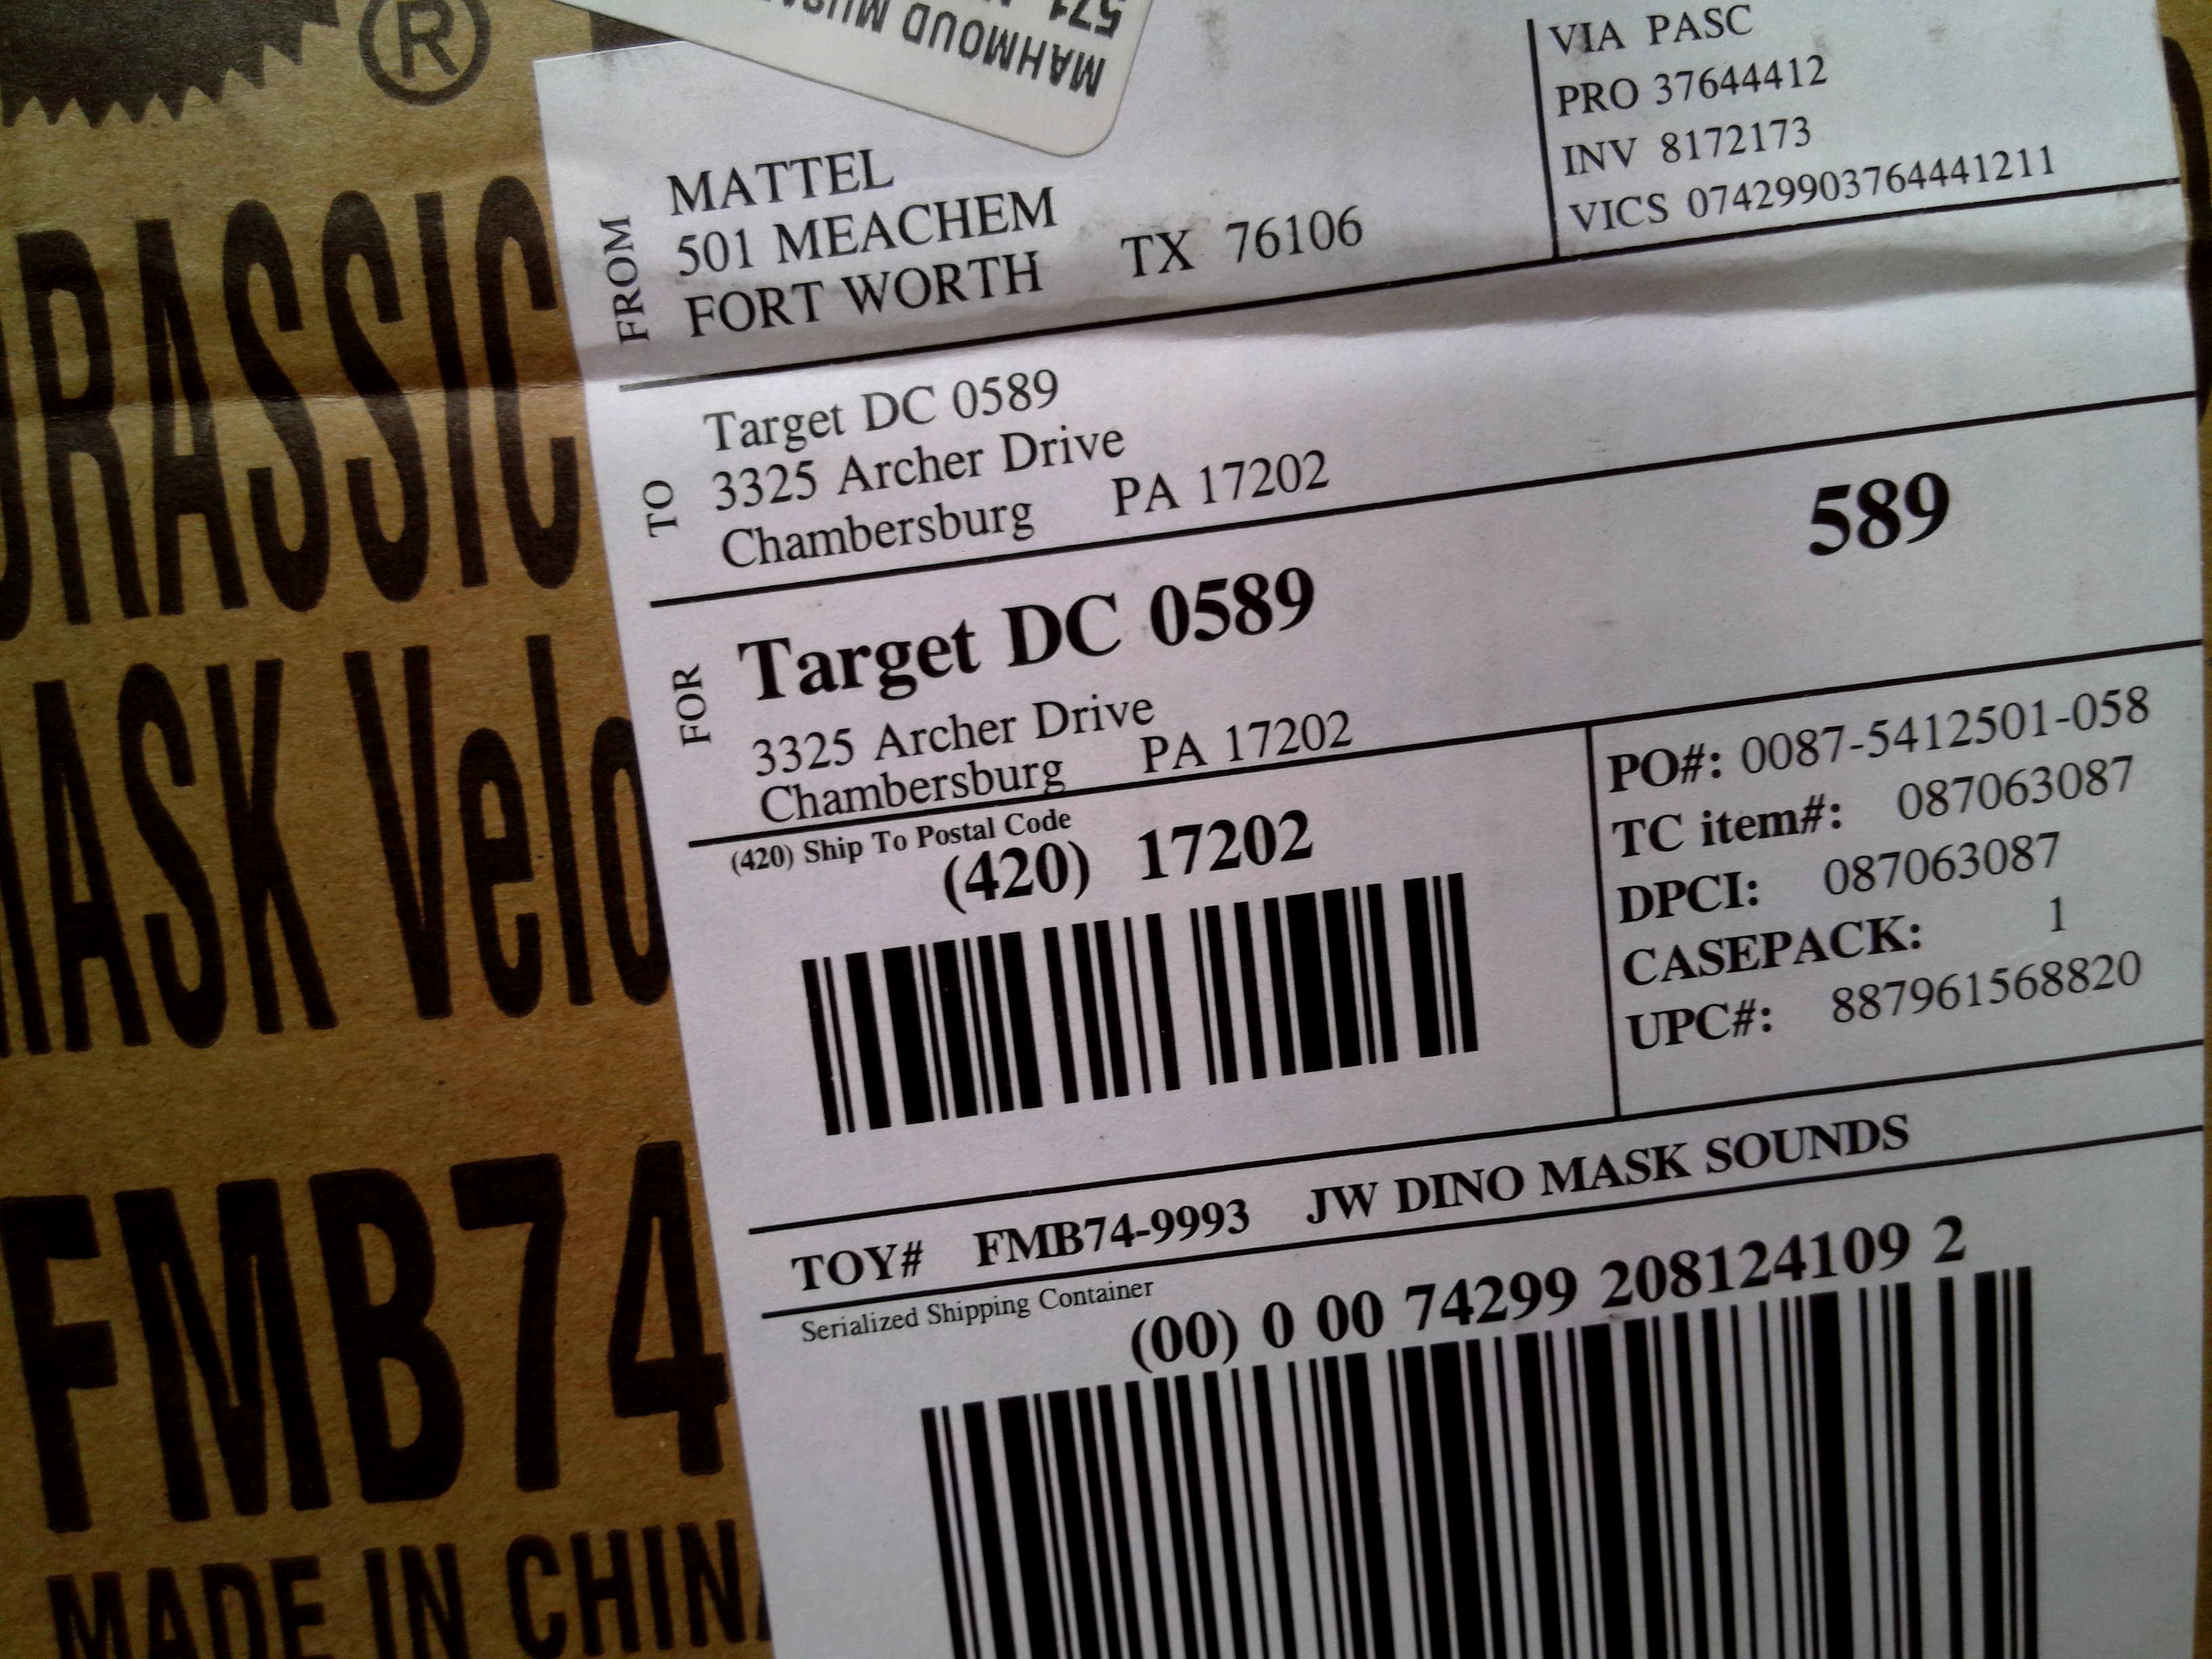 ®
RASSIC
MASK Velo
FMB74
MADE IN CHIN
MAHMOUD
571
FROM
MATTEL
501 MEACHEM
FORT WORTH TX 76106
VIA PASC
PRO 37644412
INV 8172173
VICS 07429903764441211
TO
Target DC 0589
3325 Archer Drive
Chambersburg PA 17202
FOR
Target DC 0589
589
3325 Archer Drive
Chambersburg PA 17202
(420) Ship To Postal Code
(420) 17202
PO#: 0087-5412501-058
TC item#: 087063087
DPCI: 087063087
CASEPACK: 1
UPC#: 887961568820
TOY# FMB74-9993 JW DINO MASK SOUNDS
Serialized Shipping Container
(00) 0 00 74299 208124109 2